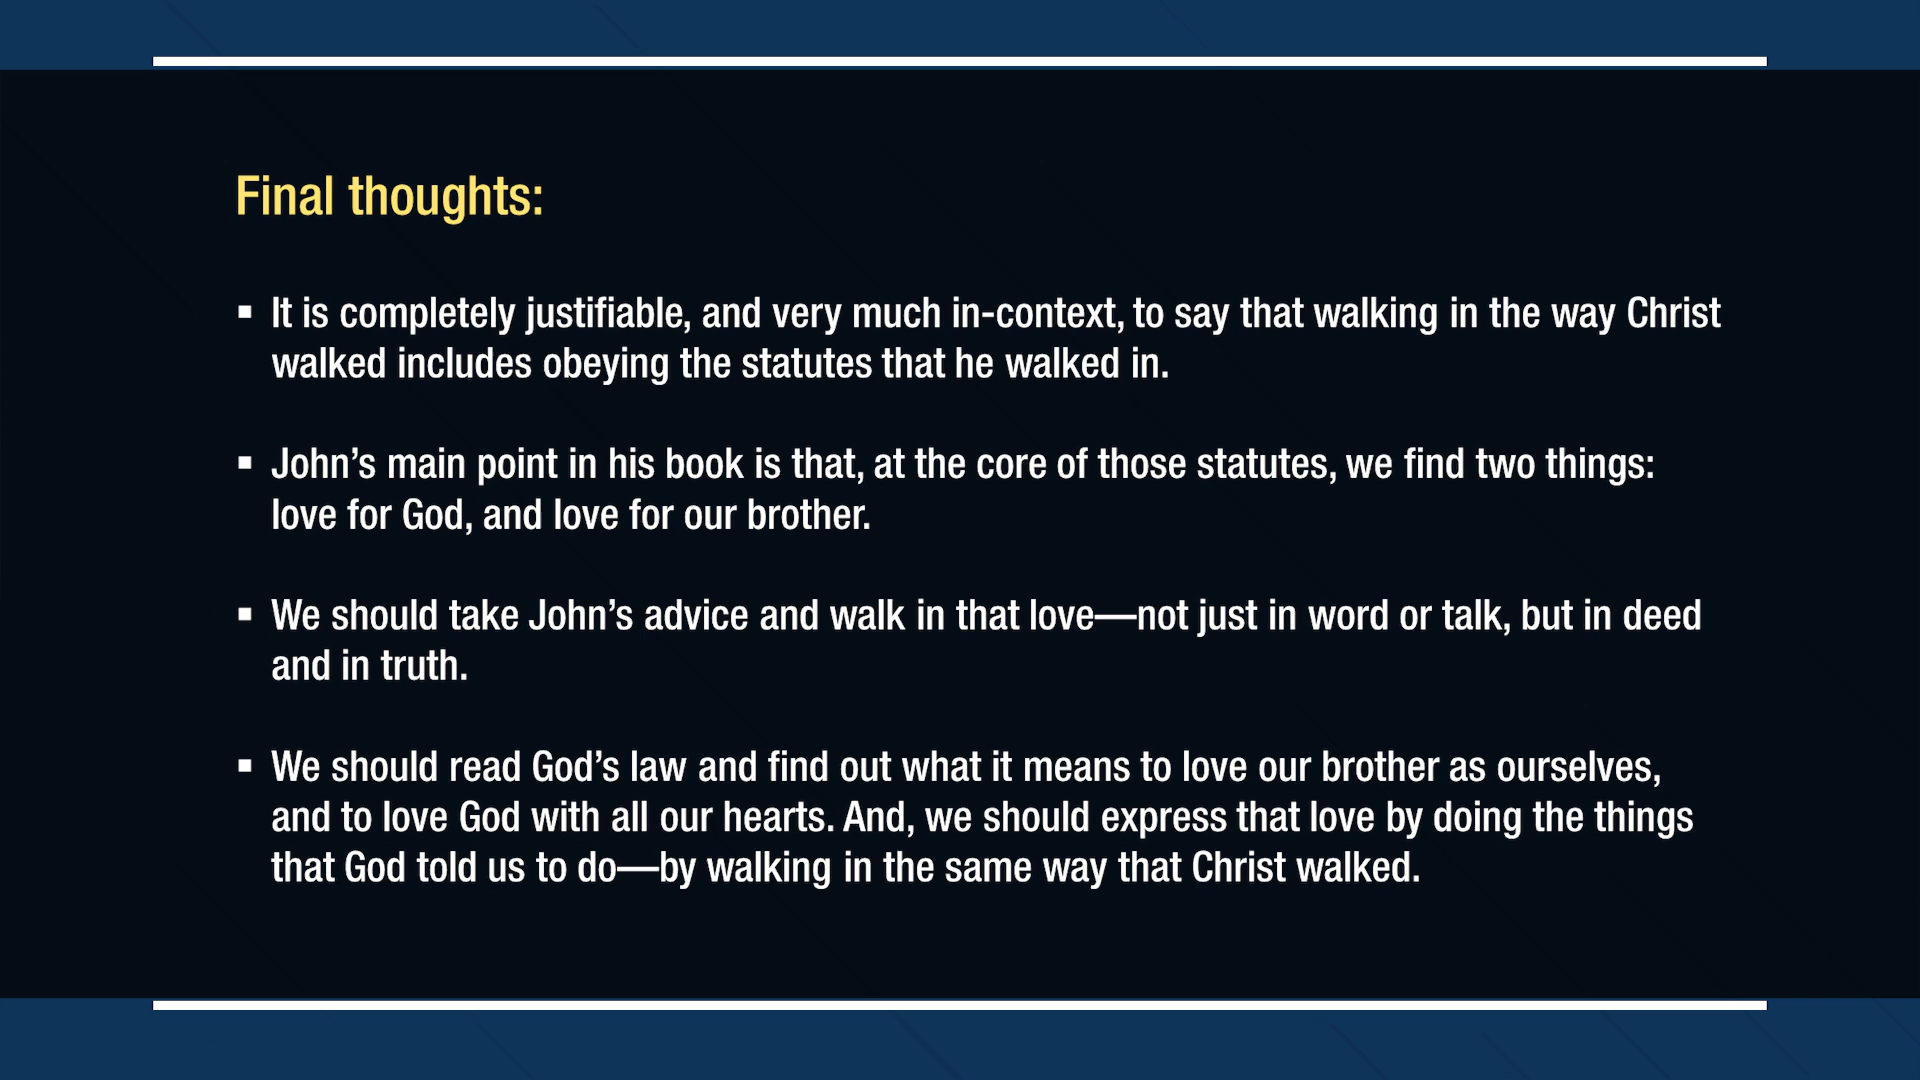 Final thoughts:
▪ It is completely justifiable, and very much in-context, to say that walking in the way Christ
walked includes obeying the statutes that he walked in.
▪ John’s main point in his book is that, at the core of those statutes, we find two things:
love for God, and love for our brother.
▪ We should take John’s advice and walk in that love—not just in word or talk, but in deed
and in truth.
▪ We should read God’s law and find out what it means to love our brother as ourselves,
and to love God with all our hearts. And, we should express that love by doing the things
that God told us to do—by walking in the same way that Christ walked.